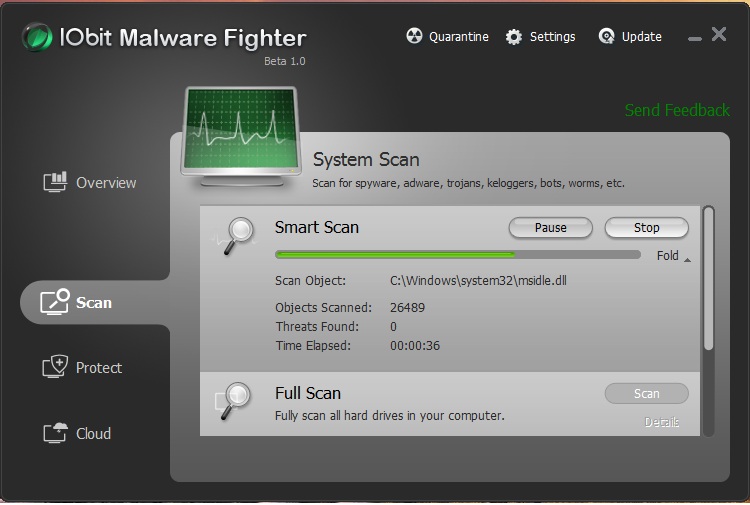 IObit Malware Fighter
Beta 1.0
Quarantine
Settings
Update
Send Feedback
Overview
Scan
Protect
Cloud
System Scan
Scan for spyware, adware, trojans, keloggers, bots, worms, etc.
Smart Scan
Pause
Stop
Fold
Scan Object: C:\Windows\system32\msidle.dll
Objects Scanned: 26489
Threats Found: 0
Time Elapsed: 00:00:36
Full Scan
Scan
Fully scan all hard drives in your computer.
Details